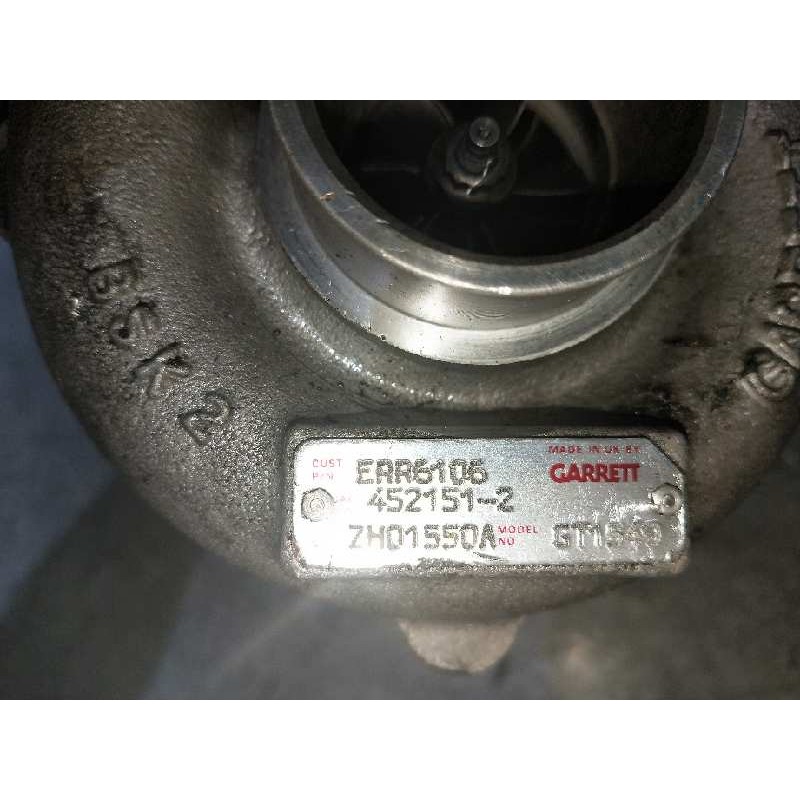 BSK2
MADE IN UK BY
GARRETT
CUST
P/N
ERR6106
452151-2
ZH01550A
MODEL
NO
GT1549